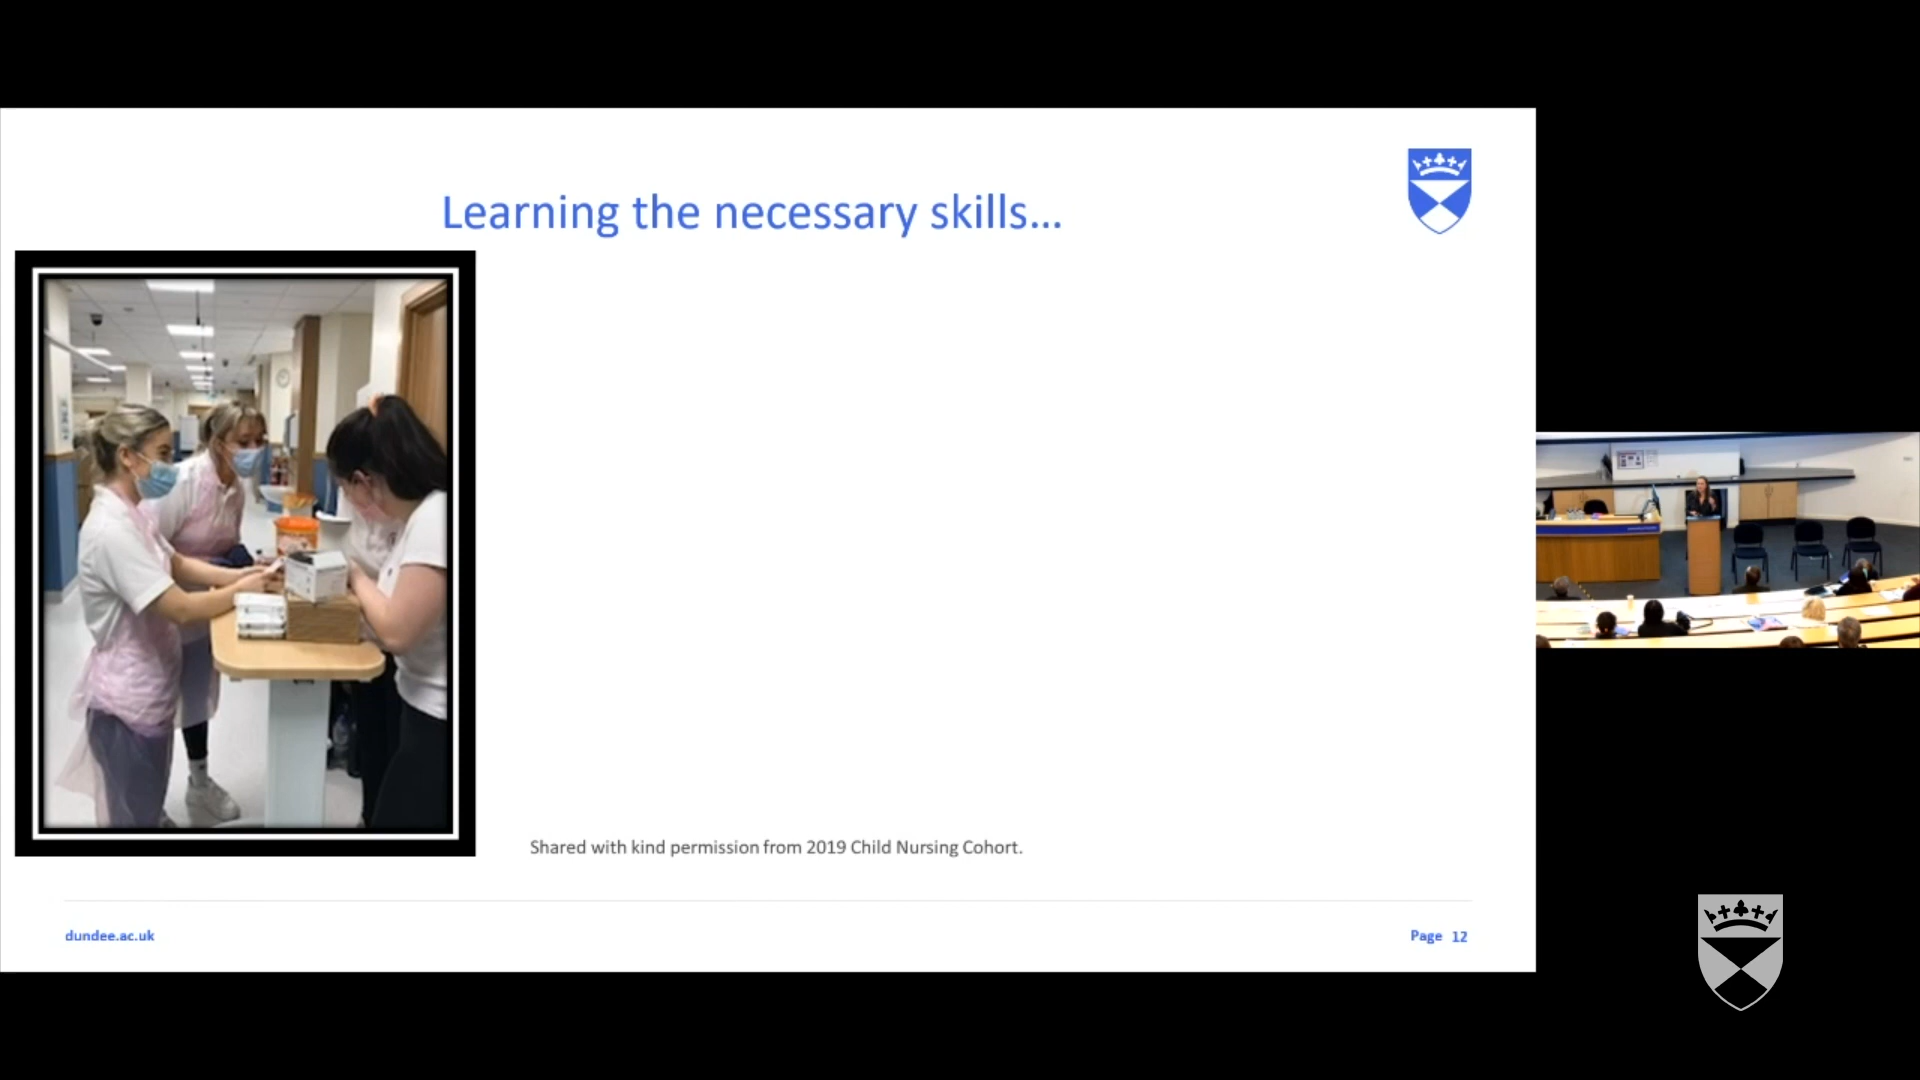 Learning the necessary skills...
Shared with kind permission from 2019 Child Nursing Cohort.
dundee.ac.uk
Page 12